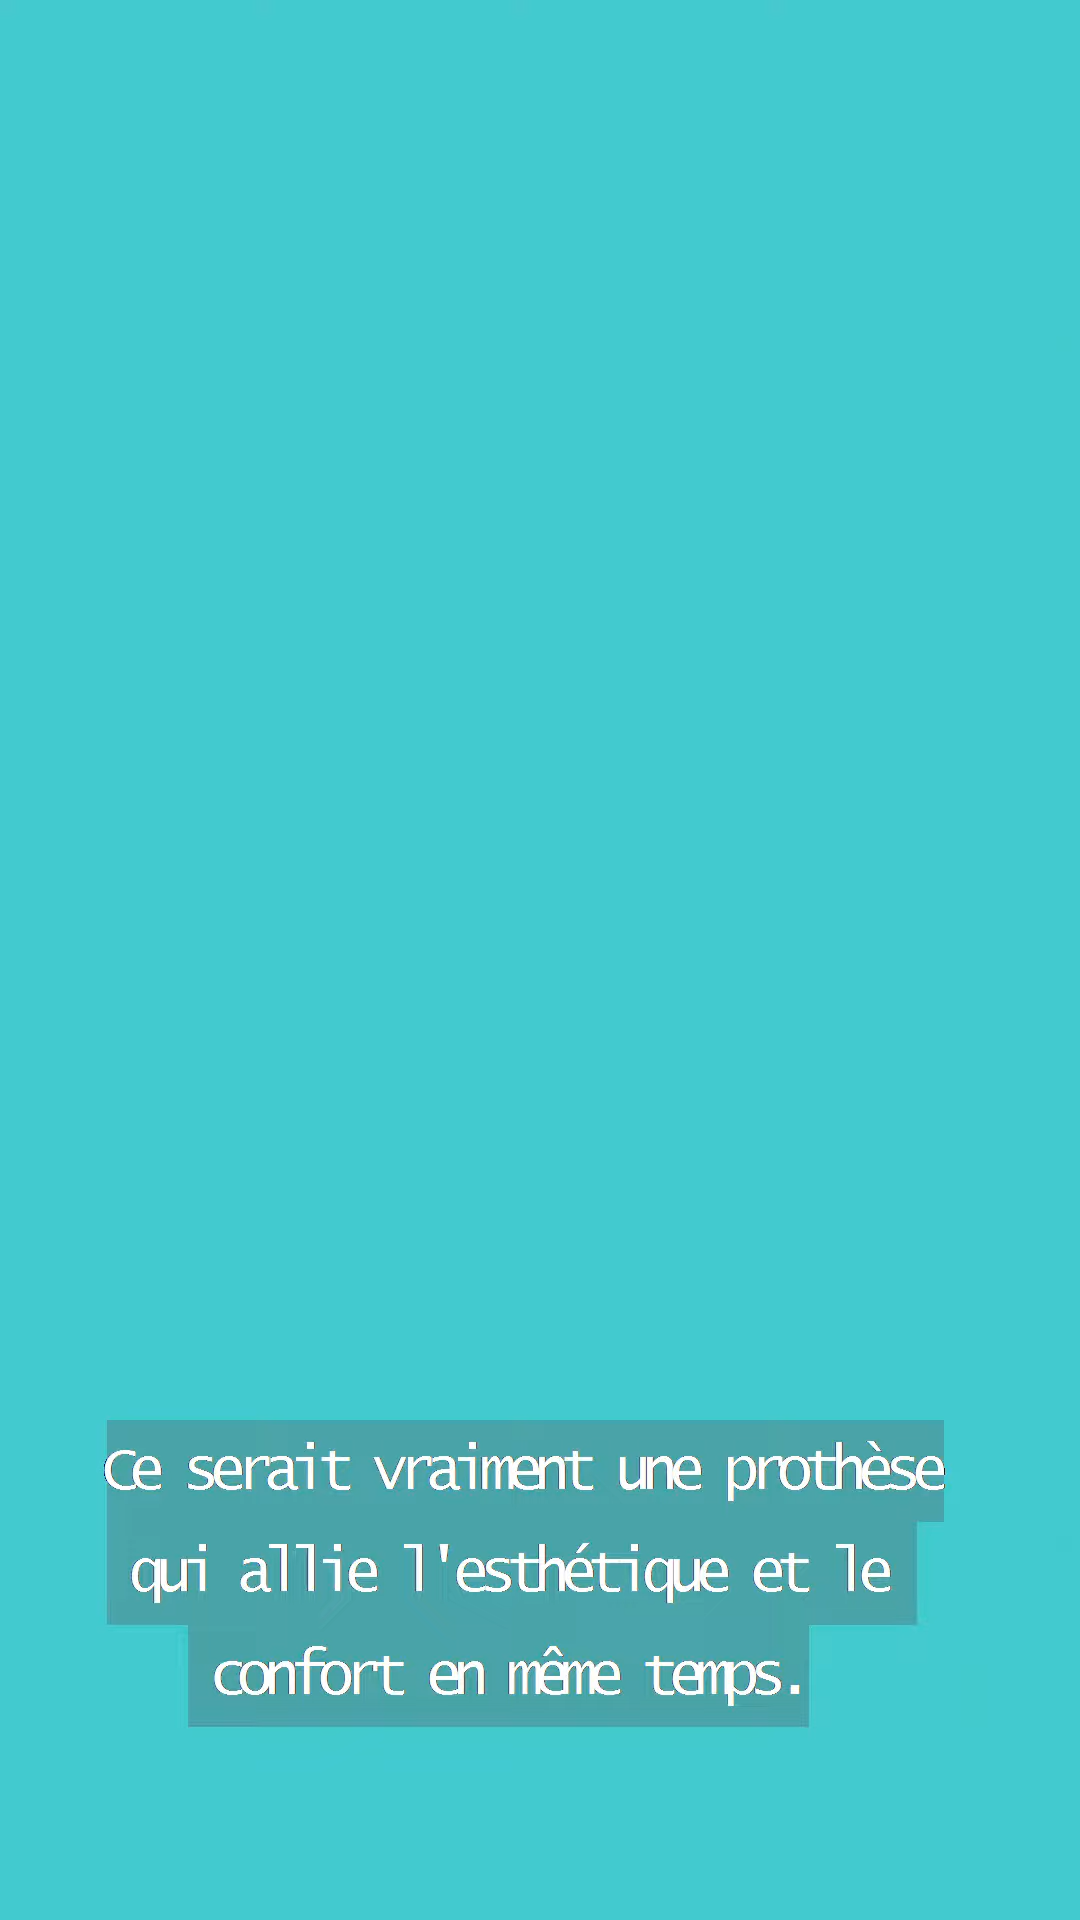 Ce serait vraiment une prothèse
qui allie l'esthétique et le
confort en même temps.